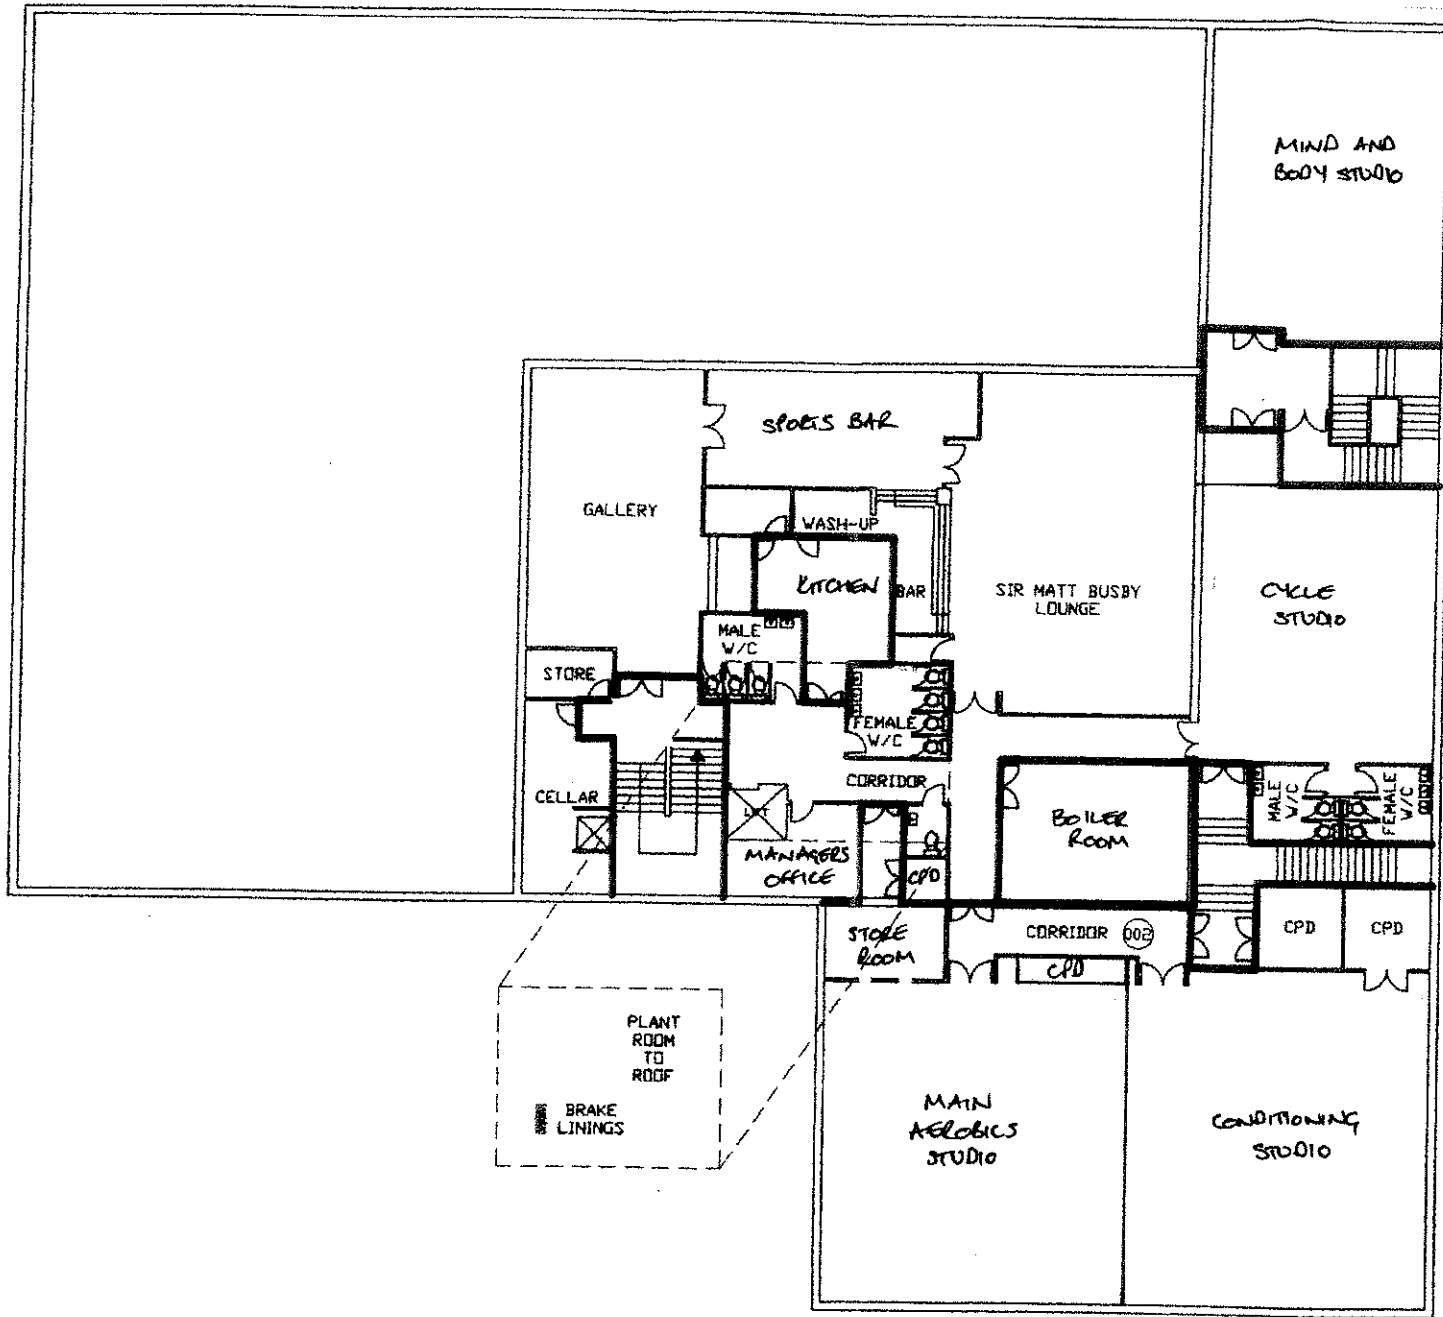 MIND AND
BODY STUDIO
SPORTS BAR
GALLERY
WASH-UP
KITCHEN
BAR
SIR MATT BUSBY
LOUNGE
CYCLE
STUDIO
MALE
W/C
STORE
FEMALE
W/C
CORRIDOR
CELLAR
LIFT
MANAGERS
OFFICE
CPD
BOILER
ROOM
MALE
W/C
FEMALE
W/C
STORE
ROOM
CORRIDOR 002
CPD
CPD
CPD
PLANT
ROOM
TO
ROOF
BRAKE
LININGS
MAIN
AEROBICS
STUDIO
CONDITIONING
STUDIO